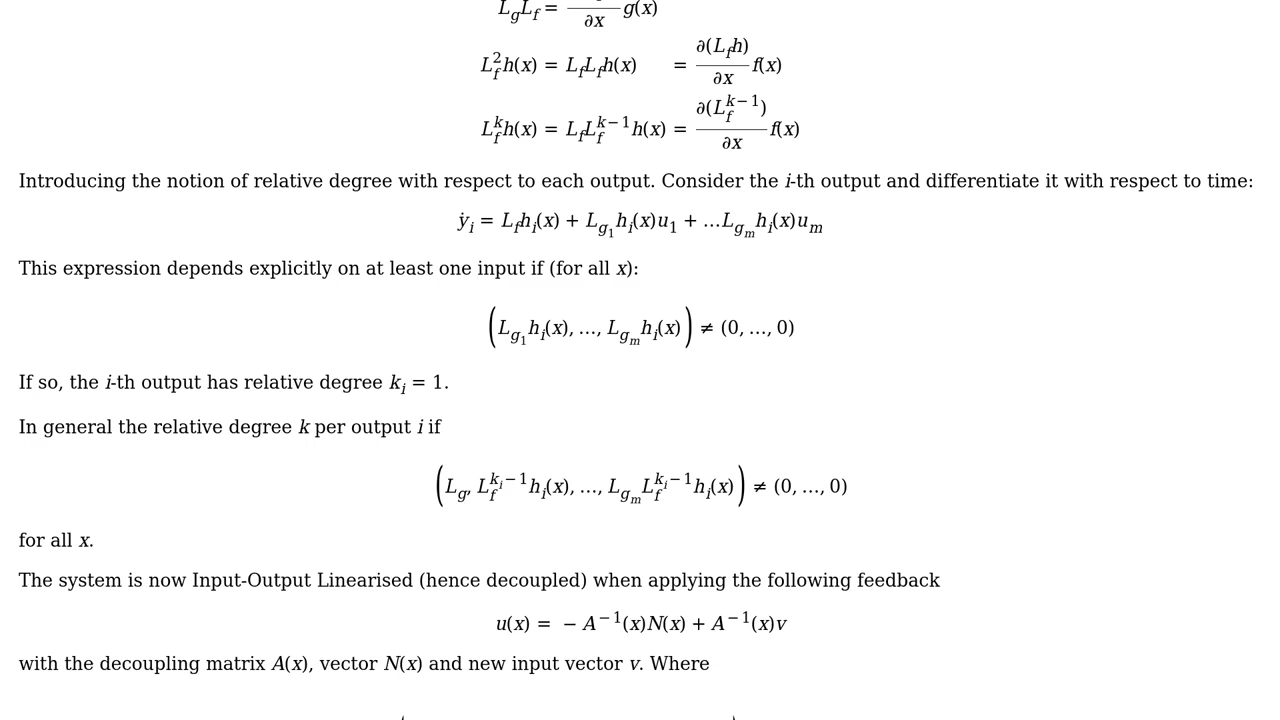 L_g L_f = ∂x g(x)
L_f^2 h(x) = L_f L_f h(x) = ∂(L_f h)/∂x f(x)
L_f^k h(x) = L_f L_f^{k−1} h(x) = ∂(L_f^{k−1})/∂x f(x)
Introducing the notion of relative degree with respect to each output. Consider the i-th output and differentiate it with respect to time:
ẏ_i = L_f h_i(x) + L_{g_1} h_i(x)u_1 + …L_{g_m} h_i(x)u_m
This expression depends explicitly on at least one input if (for all x):
(L_{g_1} h_i(x), …, L_{g_m} h_i(x)) ≠ (0, …, 0)
If so, the i-th output has relative degree k_i = 1.
In general the relative degree k per output i if
(L_g, L_f^{k_i−1} h_i(x), …, L_{g_m} L_f^{k_i−1} h_i(x)) ≠ (0, …, 0)
for all x.
The system is now Input-Output Linearised (hence decoupled) when applying the following feedback
u(x) = − A^{−1}(x)N(x) + A^{−1}(x)v
with the decoupling matrix A(x), vector N(x) and new input vector v. Where